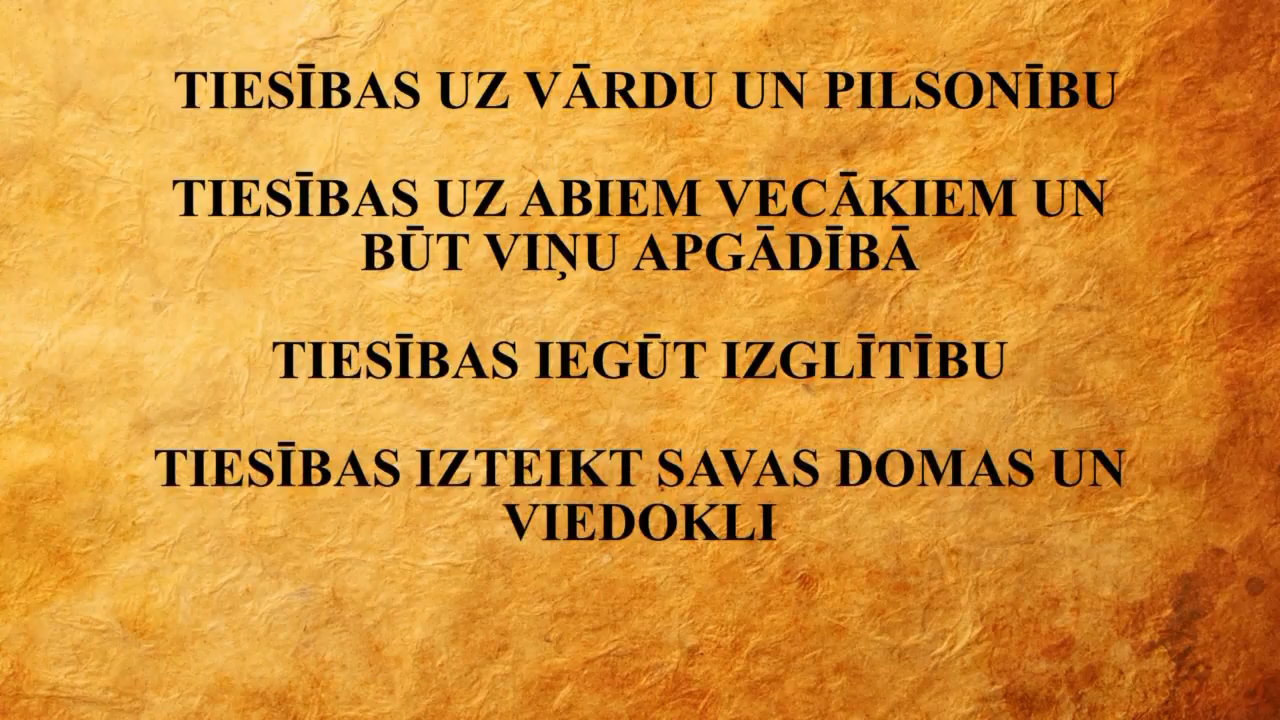 TIESĪBAS UZ VĀRDU UN PILSONĪBU
TIESĪBAS UZ ABIEM VECĀKIEM UN
BŪT VIŅU APGĀDĪBĀ
TIESĪBAS IEGŪT IZGLĪTĪBU
TIESĪBAS IZTEIKT SAVAS DOMAS UN
VIEDOKLI